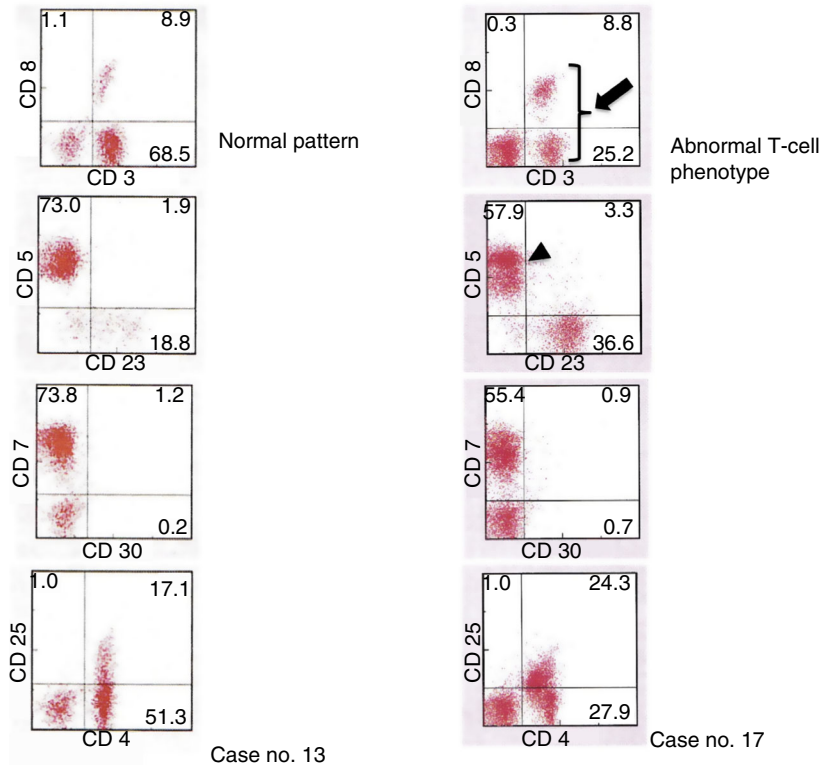 1.1 8.9
CD 8
68.5
CD 3
Normal pattern
0.3 8.8
CD 8
25.2
CD 3
Abnormal T-cell
phenotype
73.0 1.9
CD 5
18.8
CD 23
57.9 3.3
CD 5
36.6
CD 23
73.8 1.2
CD 7
0.2
CD 30
55.4 0.9
CD 7
0.7
CD 30
1.0 17.1
CD 25
51.3
CD 4
Case no. 13
1.0 24.3
CD 25
27.9
CD 4
Case no. 17